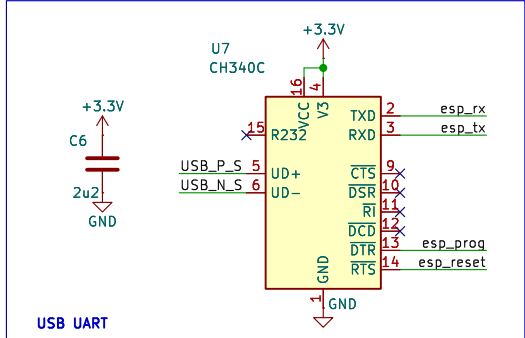 +3.3V
U7
CH340C
16
4
VCC
V3
+3.3V
C6
2u2
GND
15
R232
TXD
2
esp_rx
RXD
3
esp_tx
USB_P_S
5
UD+
CTS
9
USB_N_S
6
UD-
DSR
10
RI
11
DCD
12
DTR
13
esp_prog
RTS
14
esp_reset
GND
1
GND
USB UART